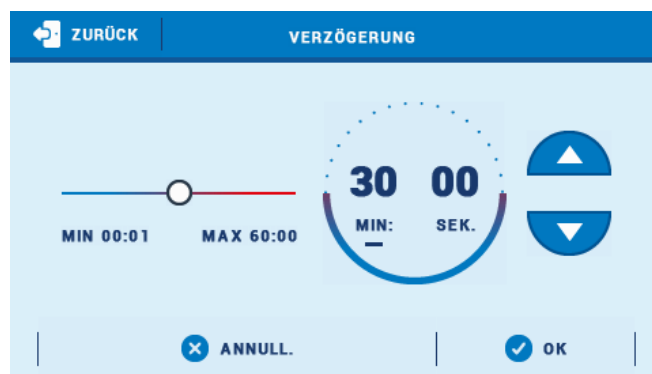 ZURÜCK
VERZÖGERUNG
30 00
MIN: SEK.
MIN 00:01 MAX 60:00
ANNULL.
OK